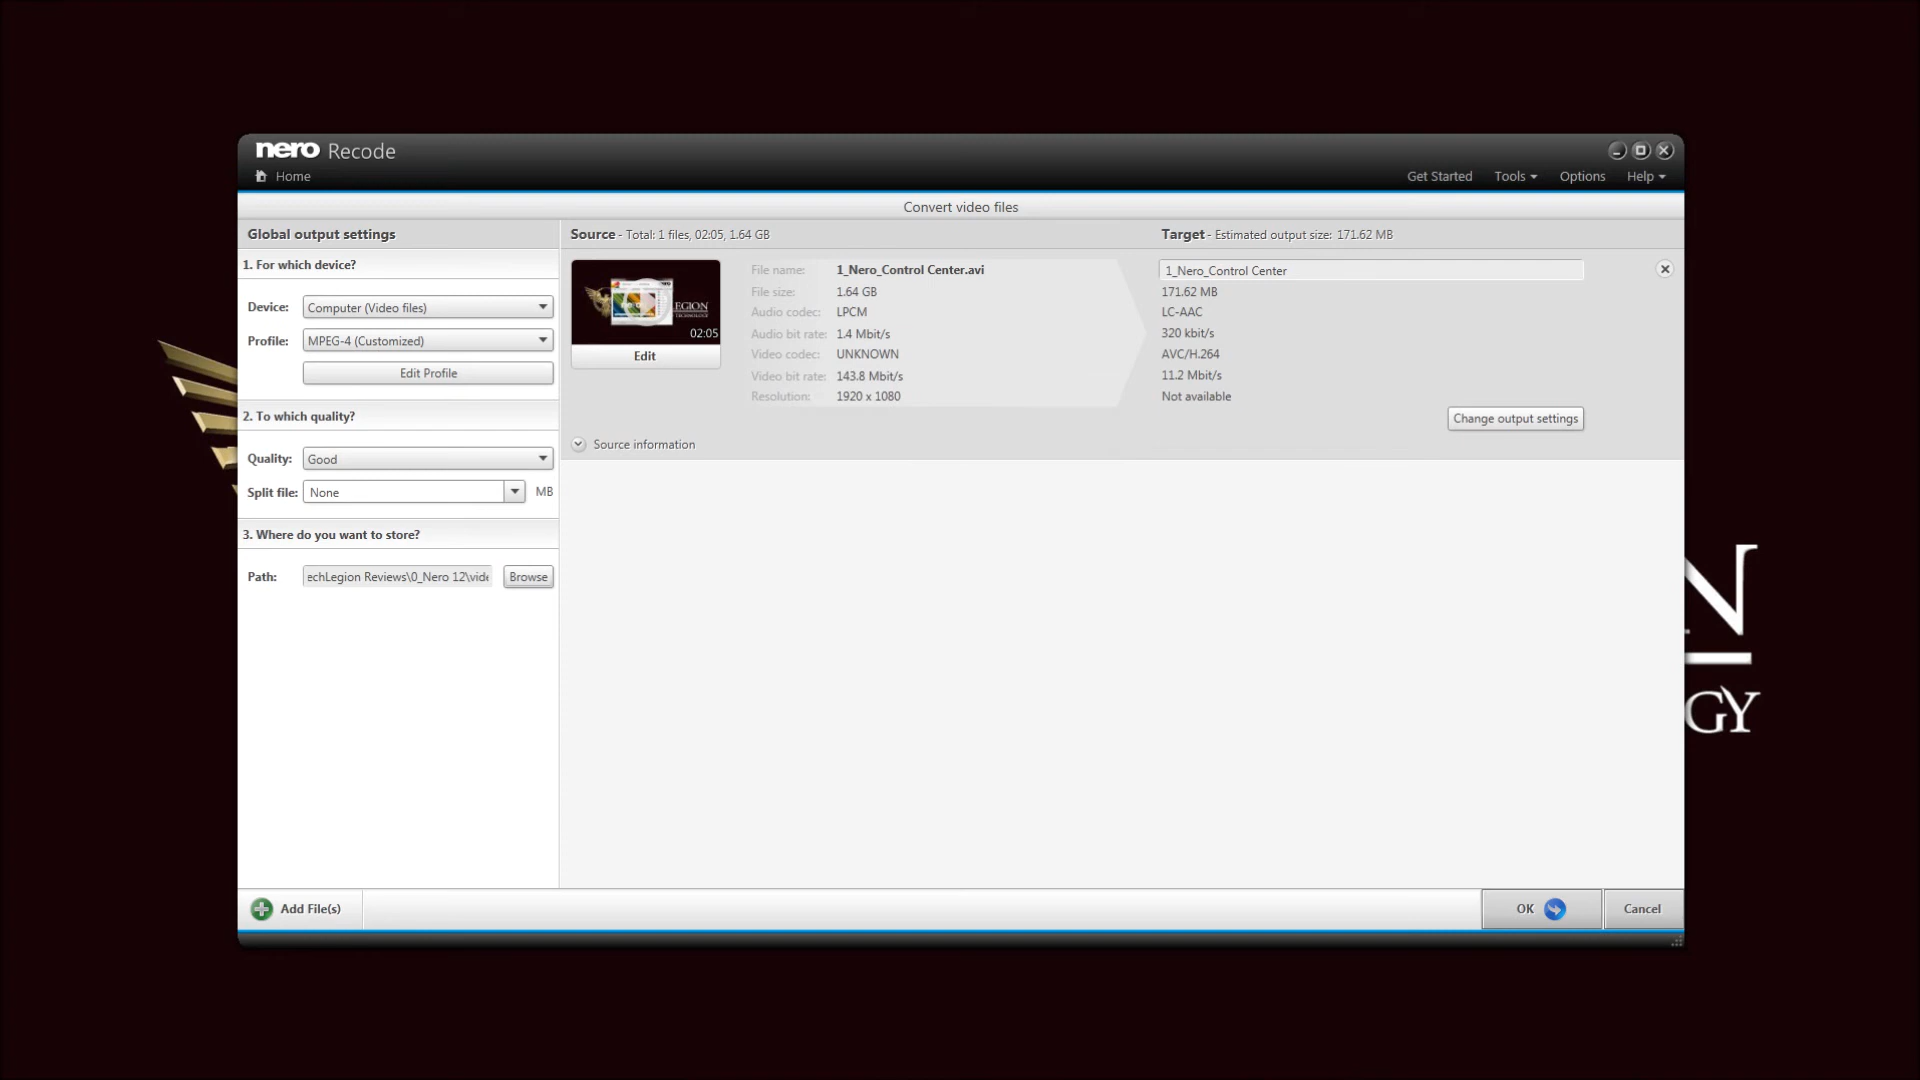 nero Recode
Home
Get Started Tools Options Help
Convert video files
Global output settings
1. For which device?
Device: Computer (Video files)
Profile: MPEG-4 (Customized)
Edit Profile
2. To which quality?
Quality: Good
Split file: None MB
3. Where do you want to store?
Path: echLegion Reviews\0_Nero 12\vide Browse
Source - Total: 1 files, 02:05, 1.64 GB
EGION
TECHNOLOGY
02:05
Edit
File name: 1_Nero_Control Center.avi
File size: 1.64 GB
Audio codec: LPCM
Audio bit rate: 1.4 Mbit/s
Video codec: UNKNOWN
Video bit rate: 143.8 Mbit/s
Resolution: 1920 x 1080
Source information
Target - Estimated output size: 171.62 MB
1_Nero_Control Center
171.62 MB
LC-AAC
320 kbit/s
AVC/H.264
11.2 Mbit/s
Not available
Change output settings
N
GY
Add File(s)
OK
Cancel